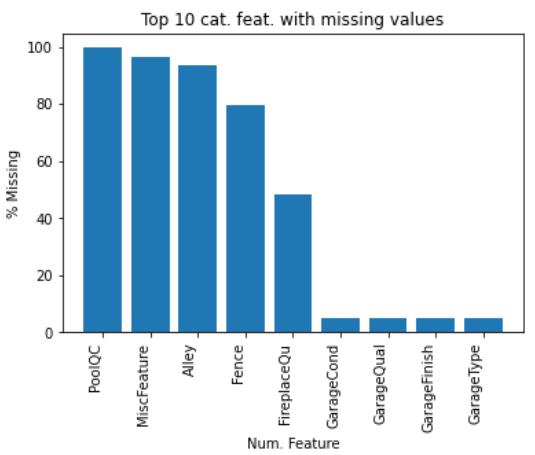 Top 10 cat. feat. with missing values
% Missing
100
80
60
40
20
0
PoolQC
MiscFeature
Alley
Fence
FireplaceQu
GarageCond
GarageQual
GarageFinish
GarageType
Num. Feature